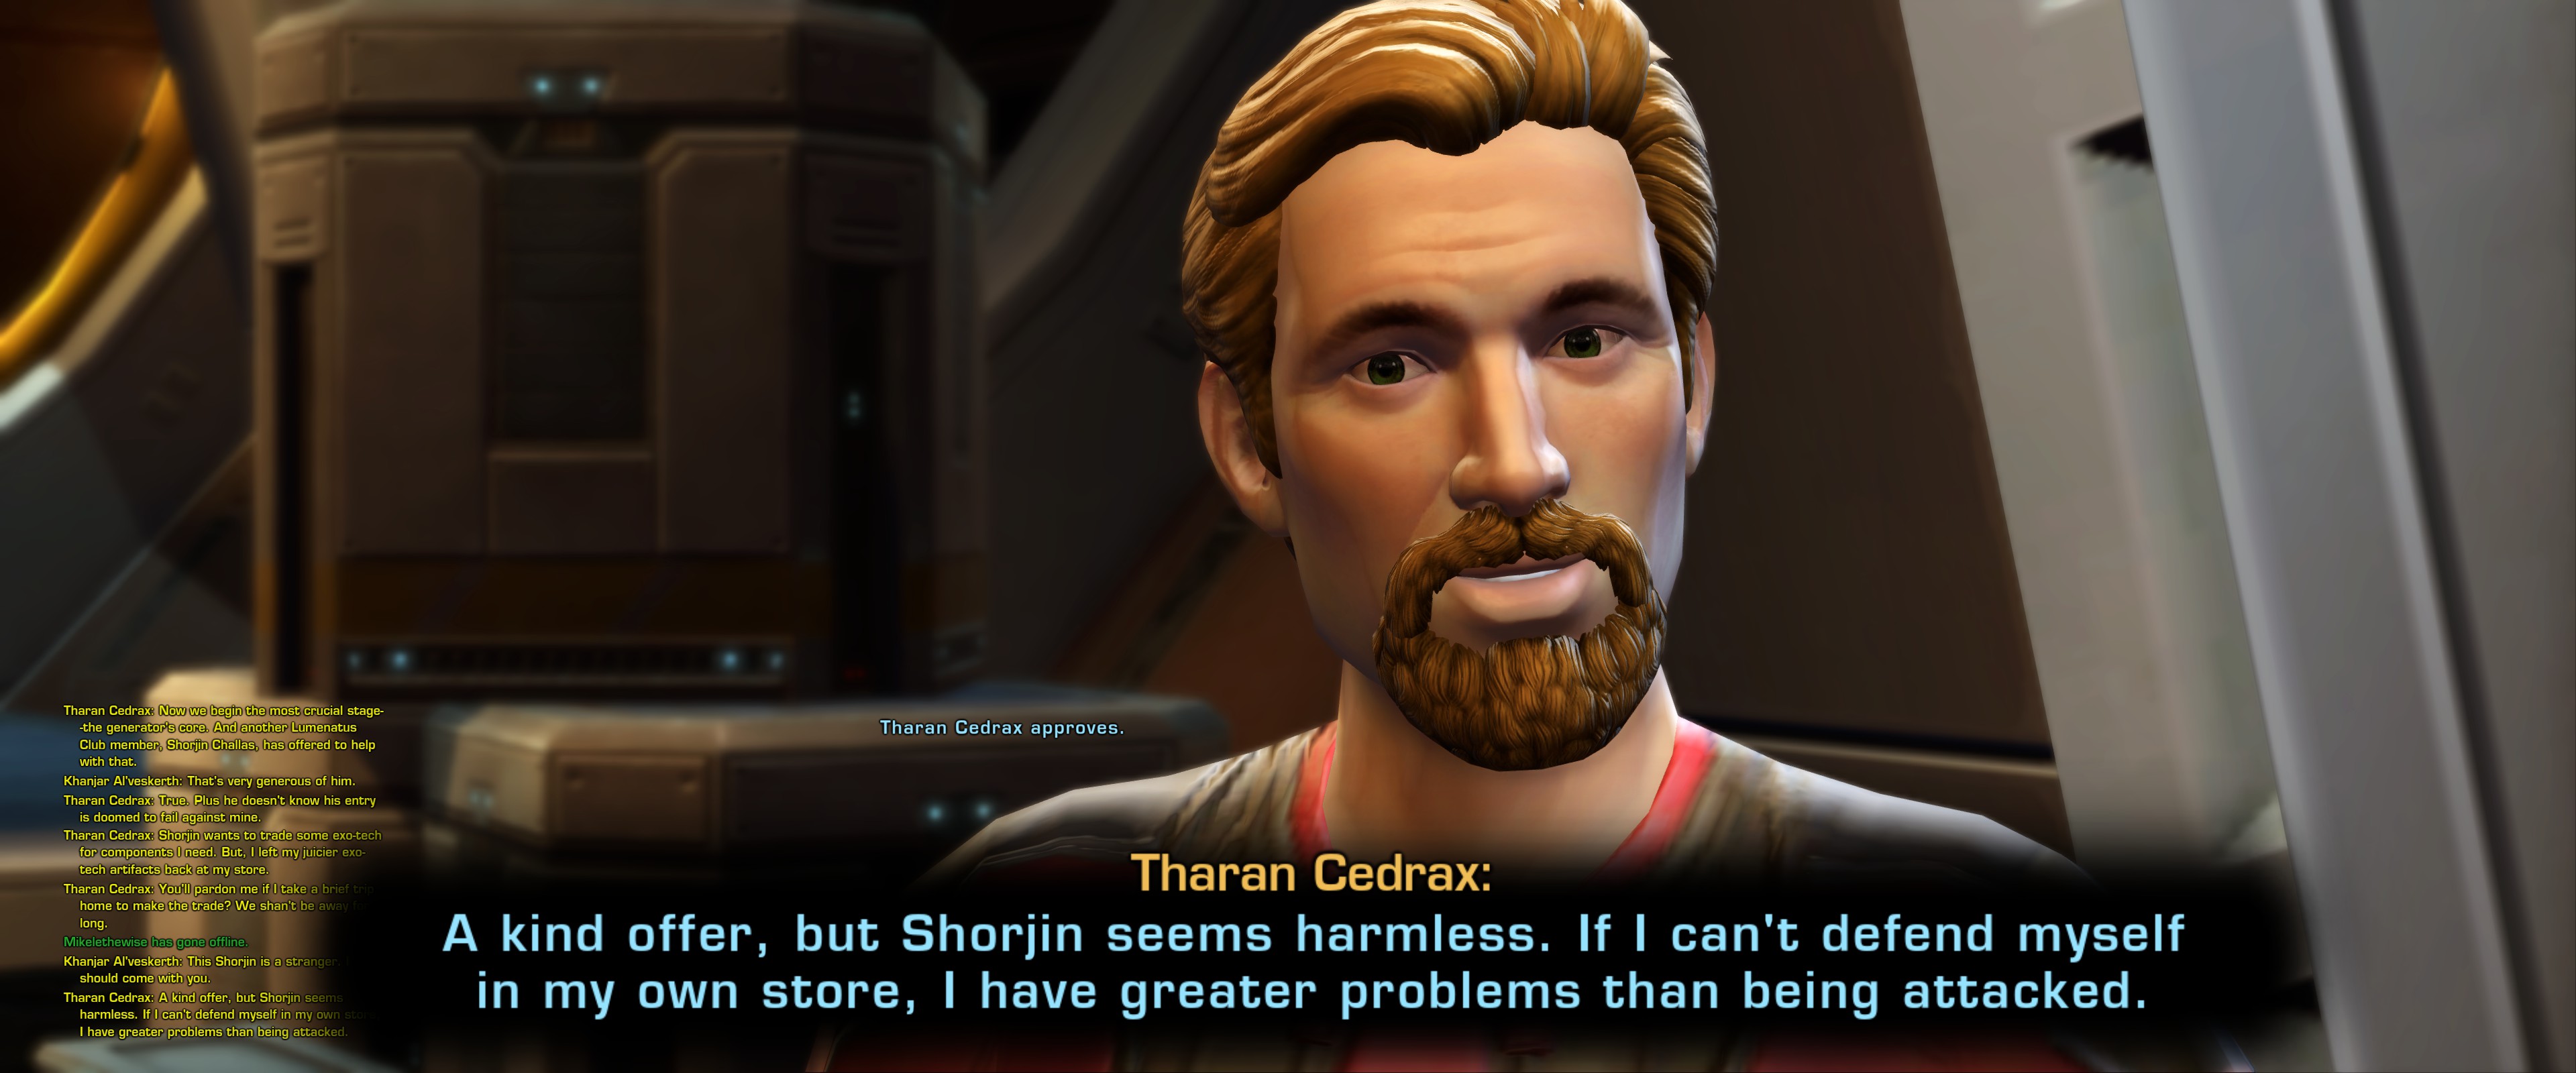 Tharan Cedrax: Now we begin the most crucial stage-
-the generator's core. And another Lumenatus
Club member, Shorjin Challas, has offered to help
with that.
Khanjar Al'veskerth: That's very generous of him.
Tharan Cedrax: True. Plus he doesn't know his entry
is doomed to fail against mine.
Tharan Cedrax: Shorjin wants to trade some exo-tech
for components I need. But, I left my juicier exo-
tech artifacts back at my store.
Tharan Cedrax: You'll pardon me if I take a brief trip
home to make the trade? We shan't be away
long.
Mikelethewise has gone offline.
Khanjar Al'veskerth: This Shorjin is a stranger.
should come with you.
Tharan Cedrax: A kind offer, but Shorjin seems
harmless. If I can't defend myself in my own store,
I have greater problems than being attacked.
Tharan Cedrax approves.
Tharan Cedrax:
A kind offer, but Shorjin seems harmless. If I can't defend myself
in my own store, I have greater problems than being attacked.